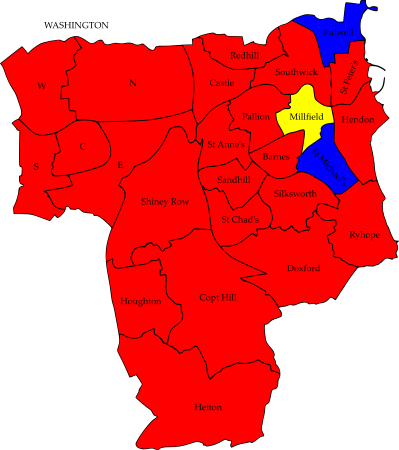 WASHINGTON
Fulwell
Redhill
St Peter's
Southwick
W
N
Castle
Pallion
Millfield
Hendon
St Anne's
C
Barnes
St Michael's
S
E
Sandhill
Silksworth
Shiney Row
St Chad's
Ryhope
Doxford
Houghton
Copt Hill
Hetton